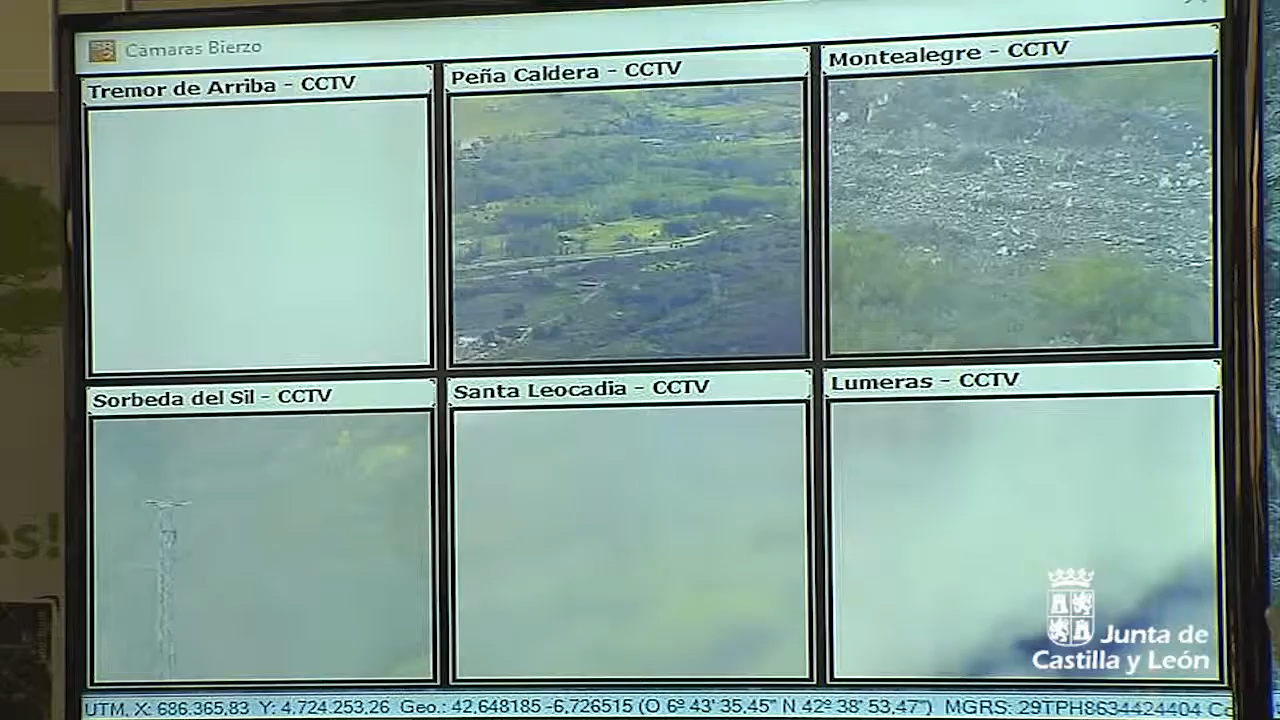 Cámaras Bierzo
Tremor de Arriba - CCTV
Peña Caldera - CCTV
Montealegre - CCTV
Sorbeda del Sil - CCTV
Santa Leocadia - CCTV
Lumeras - CCTV
es!
Junta de
Castilla y León
UTM, X: 686.365,83 Y: 4.724.253,26 Geo.: 42,648185 -6,726515 (O 6º 43' 35,45" N 42º 38' 53,47") MGRS: 29TPH8634424404